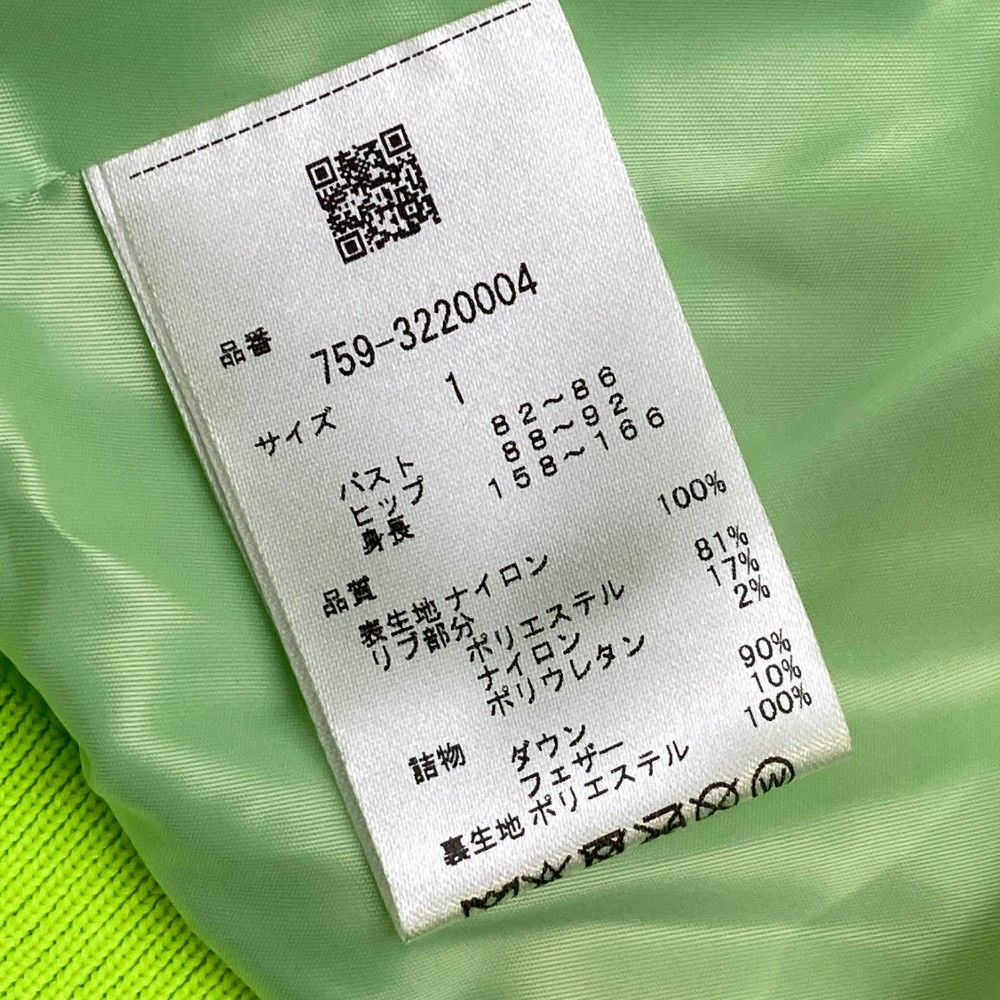 品番 759-3220004
サイズ 1
バスト 82～86
ヒップ 88～92
身長 158～166
品質
表生地 ナイロン 100%
リブ部分 ポリエステル 81%
ナイロン 17%
ポリウレタン 2%
詰物 ダウン 90%
フェザー 10%
裏生地 ポリエステル 100%
W